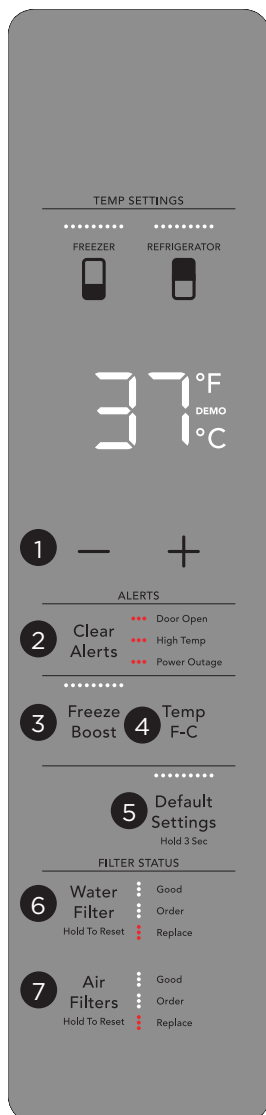 TEMP SETTINGS
FREEZER REFRIGERATOR
37 °F
DEMO
°C
1 − +
ALERTS
Door Open
2 Clear Alerts
High Temp
Power Outage
3 Freeze Boost
4 Temp F-C
5 Default Settings
Hold 3 Sec
FILTER STATUS
6 Water Filter
Hold To Reset
Good
Order
Replace
7 Air Filters
Hold To Reset
Good
Order
Replace